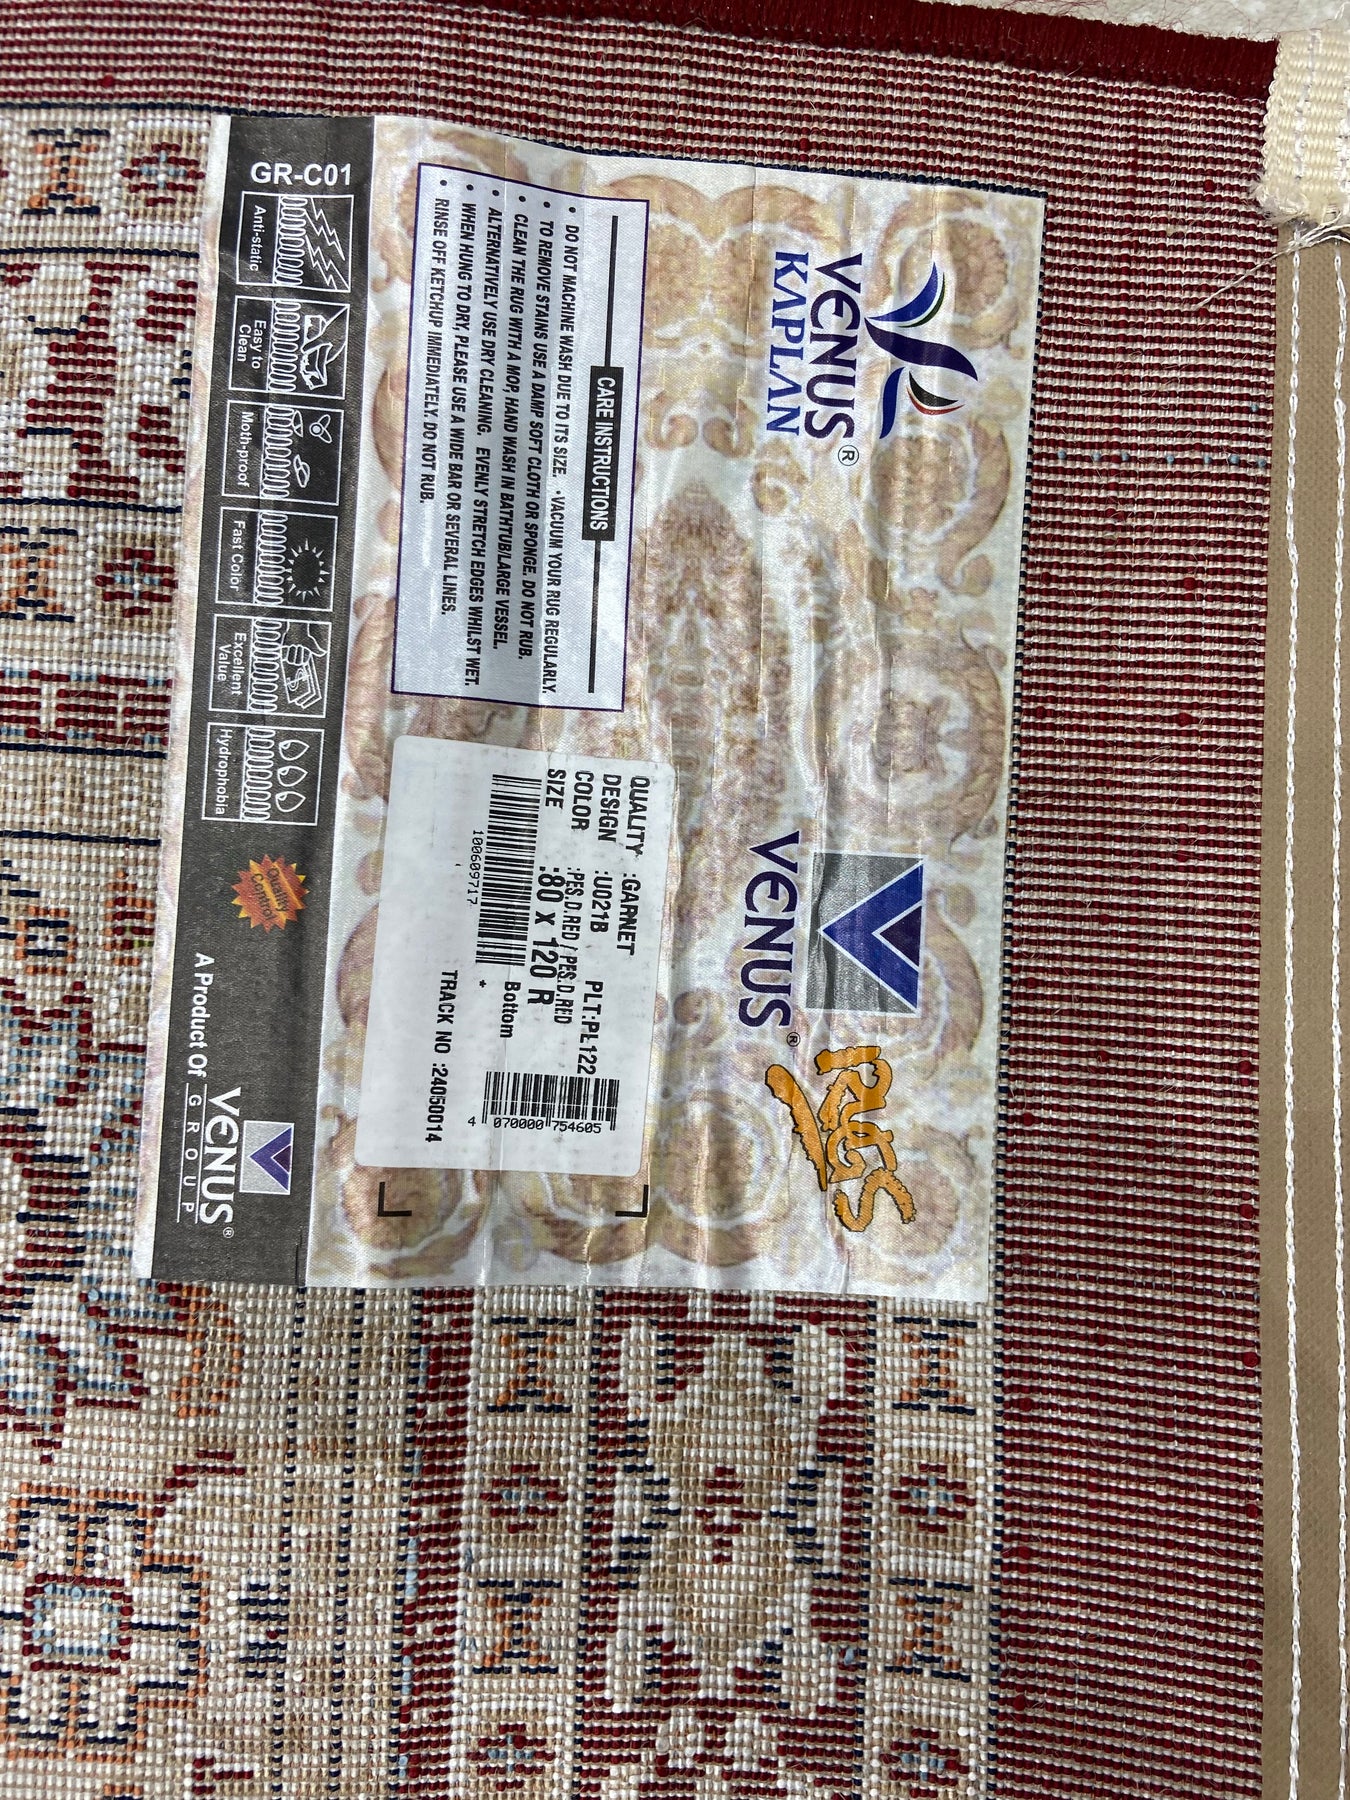 VENUS®
KAPLAN
VENUS®
RUGS
CARE INSTRUCTIONS
• DO NOT MACHINE WASH DUE TO ITS SIZE. • VACUUM YOUR RUG REGULARLY.
• TO REMOVE STAINS USE A DAMP SOFT CLOTH OR SPONGE, DO NOT RUB.
• CLEAN THE RUG WITH A MOP, HAND WASH IN BATHTUB/LARGE VESSEL.
• ALTERNATIVELY USE DRY CLEANING. EVENLY STRETCH EDGES WHILST WET.
• WHEN HUNG TO DRY, PLEASE USE A WIDE BAR OR SEVERAL LINES.
• RINSE OFF KETCHUP IMMEDIATELY. DO NOT RUB.
QUALITY :GARNET
DESIGN :U021B PLT:PL122
COLOR :PES.D.RED / PES.D.RED
SIZE :80 X 120 R
Bottom
100609717 *
4 070000 754605
TRACK NO :24050014
GR-C01
Anti-static
Easy to
Clean
Moth-proof
Fast Color
Excellent
Value
Hydrophobia
Quality
Control
A Product Of
VENUS®
GROUP